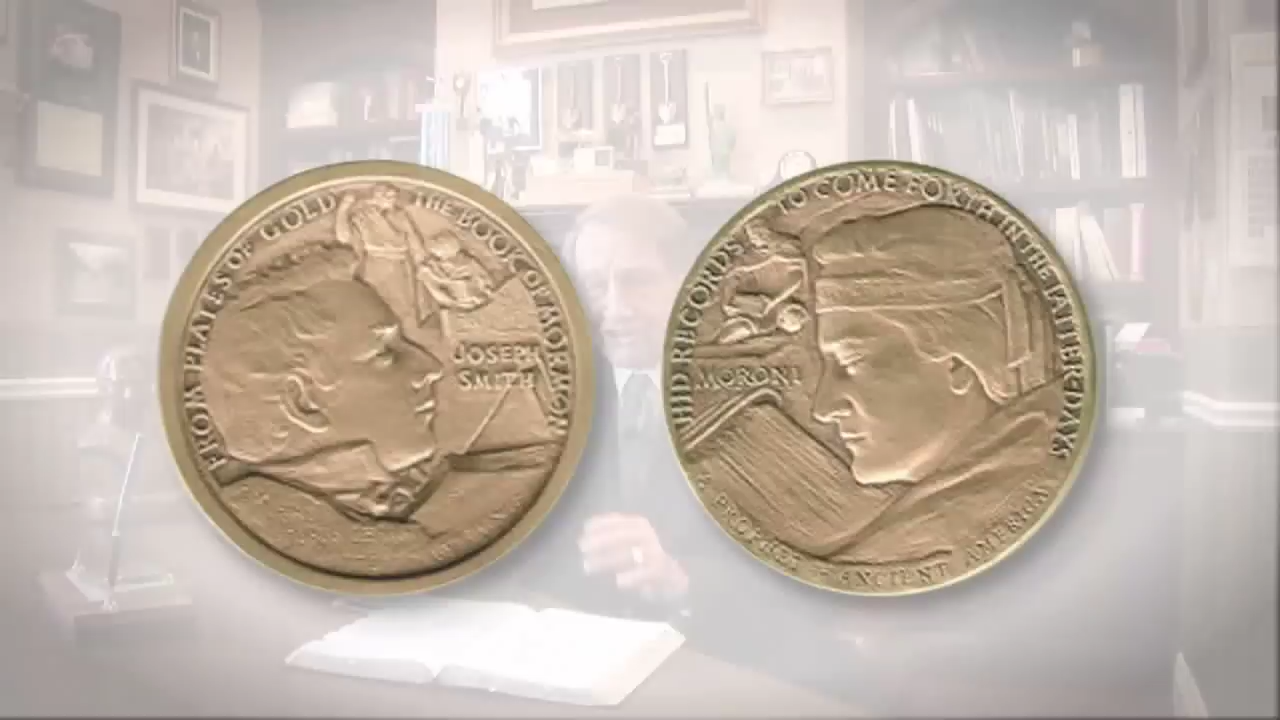 FROM PLATES OF GOLD THE BOOK OF MORMON
JOSEPH
SMITH
HID RECORDS TO COME FORTH IN THE LATTER-DAYS
MORONI
A PROPHET ANCIENT AMERICA